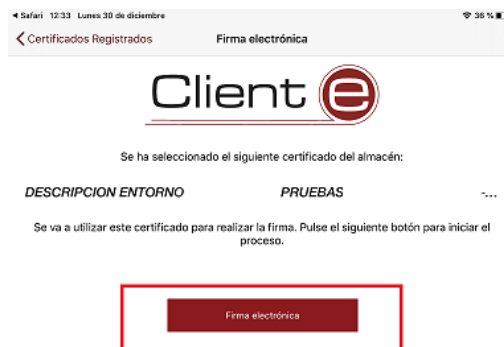 Safari 12:33 Lunes 30 de diciembre 36 %
Certificados Registrados Firma electrónica
Client e
Se ha seleccionado el siguiente certificado del almacén:
DESCRIPCION ENTORNO PRUEBAS -...
Se va a utilizar este certificado para realizar la firma. Pulse el siguiente botón para iniciar el
proceso.
Firma electrónica